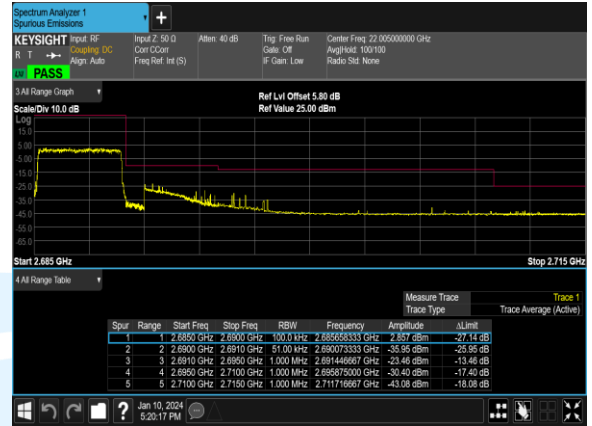 Spectrum Analyzer 1
Spurious Emissions
KEYSIGHT Input: RF Input Z: 50 Ω Atten: 40 dB Trig: Free Run Center Freq: 22.005000000 GHz
R T Coupling: DC Corr CCorr Gate: Off Avg|Hold: 100/100
Align: Auto Freq Ref: Int (S) IF Gain: Low Radio Std: None
PASS
3 All Range Graph
Ref Lvl Offset 5.80 dB
Scale/Div 10.0 dB Ref Value 25.00 dBm
Log
15.0
5.00
-5.00
-15.0
-25.0
-35.0
-45.0
-55.0
-65.0
Start 2.685 GHz Stop 2.715 GHz
4 All Range Table
Measure Trace Trace 1
Trace Type Trace Average (Active)
Spur Range Start Freq Stop Freq RBW Frequency Amplitude ΔLimit
1 1 2.6850 GHz 2.6900 GHz 100.0 kHz 2.685658333 GHz 2.857 dBm -27.14 dB
2 2 2.6900 GHz 2.6910 GHz 51.00 kHz 2.690073333 GHz -35.95 dBm -25.95 dB
3 3 2.6910 GHz 2.6950 GHz 1.000 MHz 2.691446667 GHz -23.46 dBm -13.46 dB
4 4 2.6950 GHz 2.7100 GHz 1.000 MHz 2.695875000 GHz -30.40 dBm -17.40 dB
5 5 2.7100 GHz 2.7150 GHz 1.000 MHz 2.711716667 GHz -43.08 dBm -18.08 dB
Jan 10, 2024
5:20:17 PM